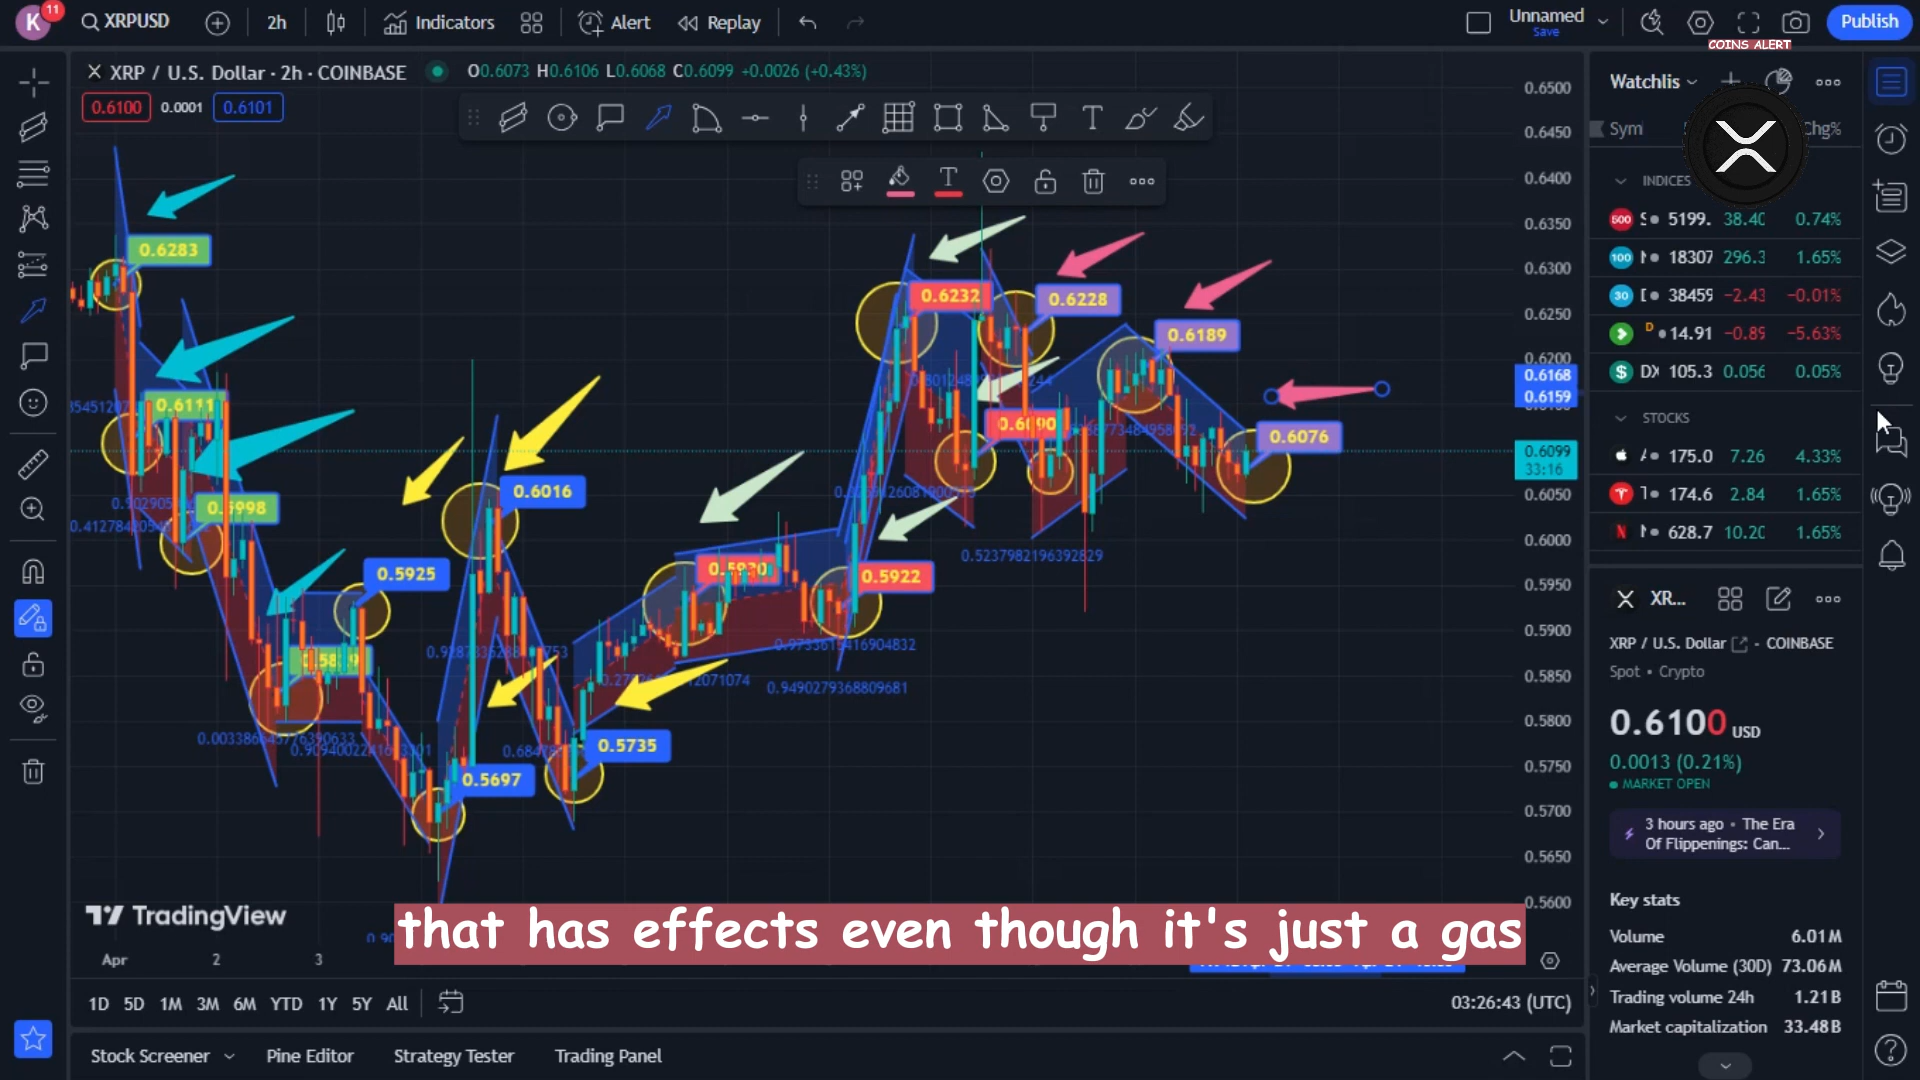 K 11 XRPUSD 2h Indicators Alert Replay Unnamed Save Publish
COINS ALERT
XRP / U.S. Dollar · 2h · COINBASE O0.6073 H0.6106 L0.6068 C0.6099 +0.0026 (+0.43%)
0.6100 0.0001 0.6101
0.6500
0.6450
0.6400
0.6350
0.6300
0.6250
0.6200
0.6168
0.6159
0.6099
33:16
0.6050
0.6000
0.5950
0.5900
0.5850
0.5800
0.5750
0.5700
0.5650
0.5600
0.6283
0.6111
0.5998
0.5925
0.6016
0.5697
0.5735
0.5922
0.6232
0.6090
0.6228
0.6189
0.6076
0.5237982196392829
0.9490279368809681
TradingView
that has effects even though it's just a gas
Apr 2 3
1D 5D 1M 3M 6M YTD 1Y 5Y All 03:26:43 (UTC)
Stock Screener Pine Editor Strategy Tester Trading Panel
Watchlis
Sym Chg%
INDICES
500 S 5199. 38.40 0.74%
100 18307 296.3 1.65%
30 38459 −2.43 −0.01%
D 14.91 −0.89 −5.63%
$ DX 105.3 0.056 0.05%
STOCKS
175.0 7.26 4.33%
174.6 2.84 1.65%
628.7 10.20 1.65%
XR...
XRP / U.S. Dollar · COINBASE
Spot • Crypto
0.6100 USD
0.0013 (0.21%)
MARKET OPEN
3 hours ago • The Era
Of Flippenings: Can...
Key stats
Volume 6.01M
Average Volume (30D) 73.06M
Trading volume 24h 1.21B
Market capitalization 33.48B